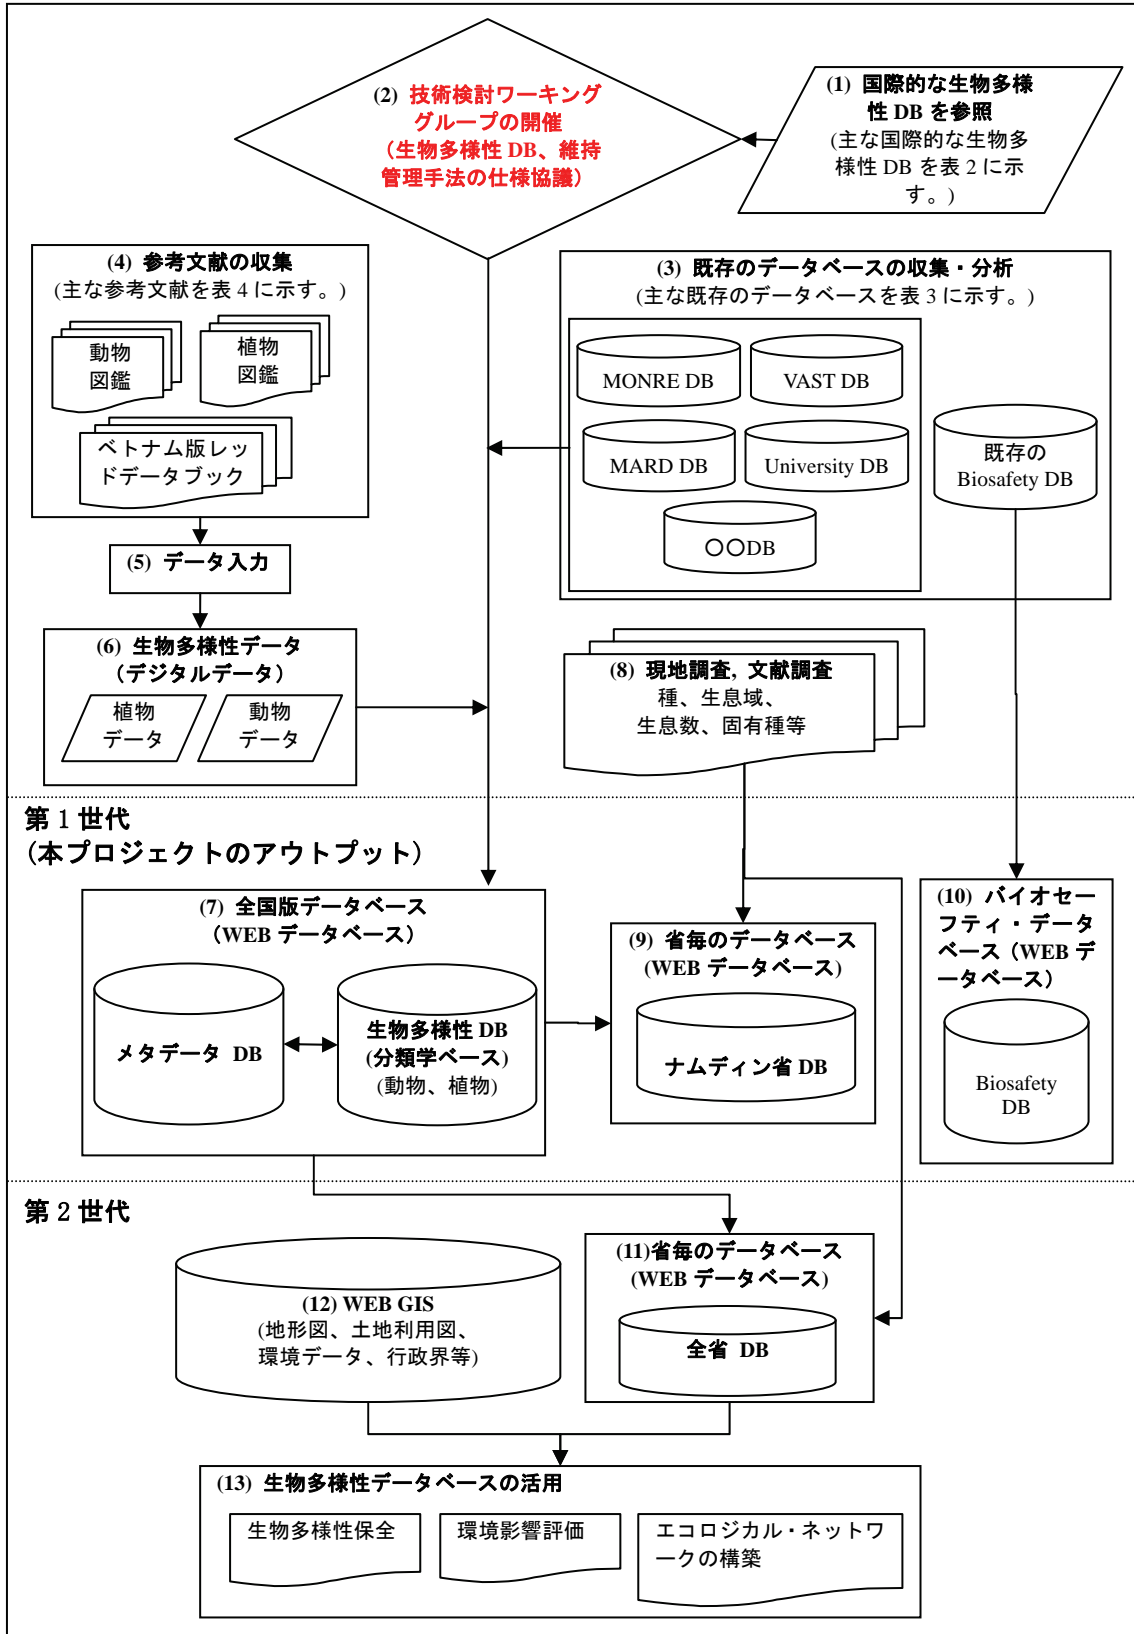 (1) 国際的な生物多様
性 DB を参照
(主な国際的な生物多
様性 DB を表 2 に示
す。)
(2) 技術検討ワーキング
グループの開催
（生物多様性 DB、維持
管理手法の仕様協議）
(3) 既存のデータベースの収集・分析
(主な既存のデータベースを表 3 に示す。)
MONRE DB
VAST DB
MARD DB
University DB
〇〇DB
既存の
Biosafety DB
(4) 参考文献の収集
(主な参考文献を表 4 に示す。)
動物
図鑑
植物
図鑑
ベトナム版レッ
ドデータブック
(5) データ入力
(6) 生物多様性データ
（デジタルデータ）
植物
データ
動物
データ
(8) 現地調査, 文献調査
種、生息域、
生息数、固有種等
第 1 世代
（本プロジェクトのアウトプット）
(7) 全国版データベース
（WEB データベース）
メタデータ DB
生物多様性 DB
(分類学ベース)
(動物、植物)
(9) 省毎のデータベース
(WEB データベース)
ナムディン省 DB
(10) バイオセー
フティ・データ
ベース（WEB デ
ータベース）
Biosafety
DB
第 2 世代
(11)省毎のデータベース
(WEB データベース)
全省 DB
(12) WEB GIS
(地形図、土地利用図、
環境データ、行政界等)
(13) 生物多様性データベースの活用
生物多様性保全
環境影響評価
エコロジカル・ネットワ
ークの構築